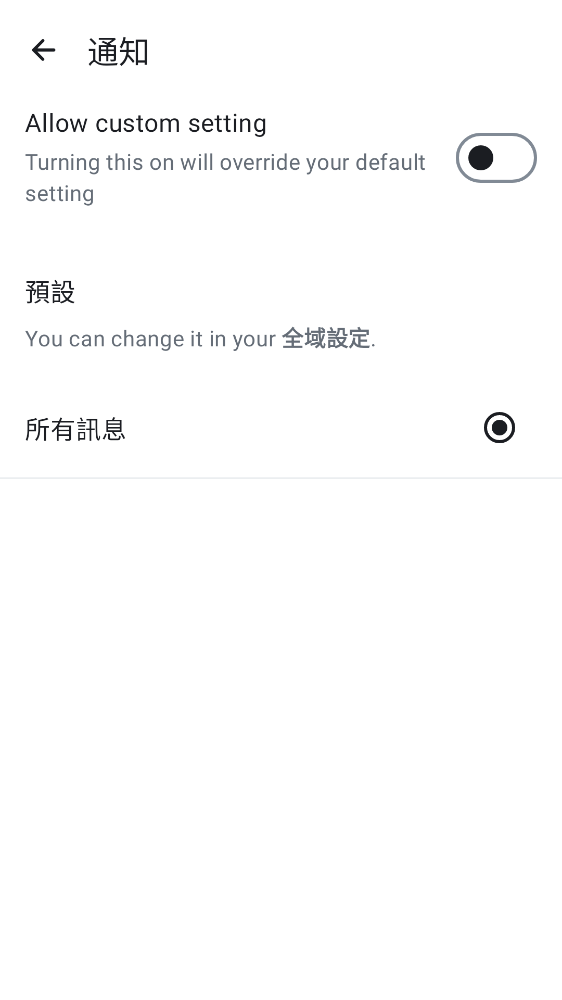 通知
Allow custom setting
Turning this on will override your default
setting
預設
You can change it in your 全域設定.
所有訊息